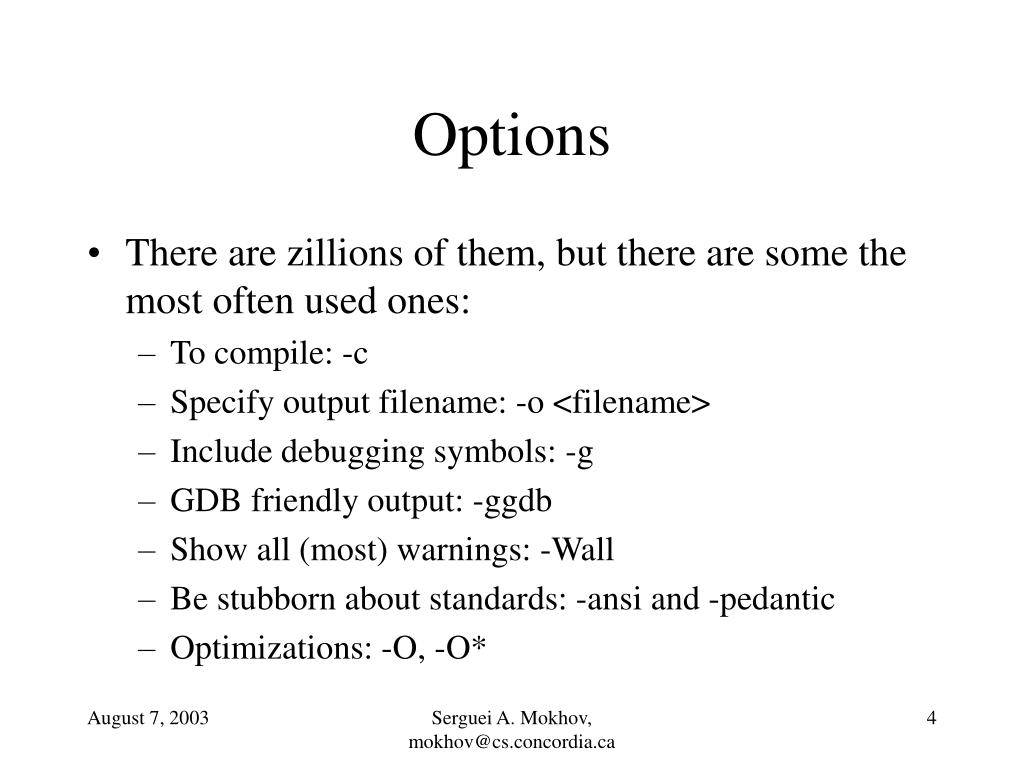 Options
• There are zillions of them, but there are some the
most often used ones:
– To compile: -c
– Specify output filename: -o <filename>
– Include debugging symbols: -g
– GDB friendly output: -ggdb
– Show all (most) warnings: -Wall
– Be stubborn about standards: -ansi and -pedantic
– Optimizations: -O, -O*
August 7, 2003
Serguei A. Mokhov,
mokhov@cs.concordia.ca
4